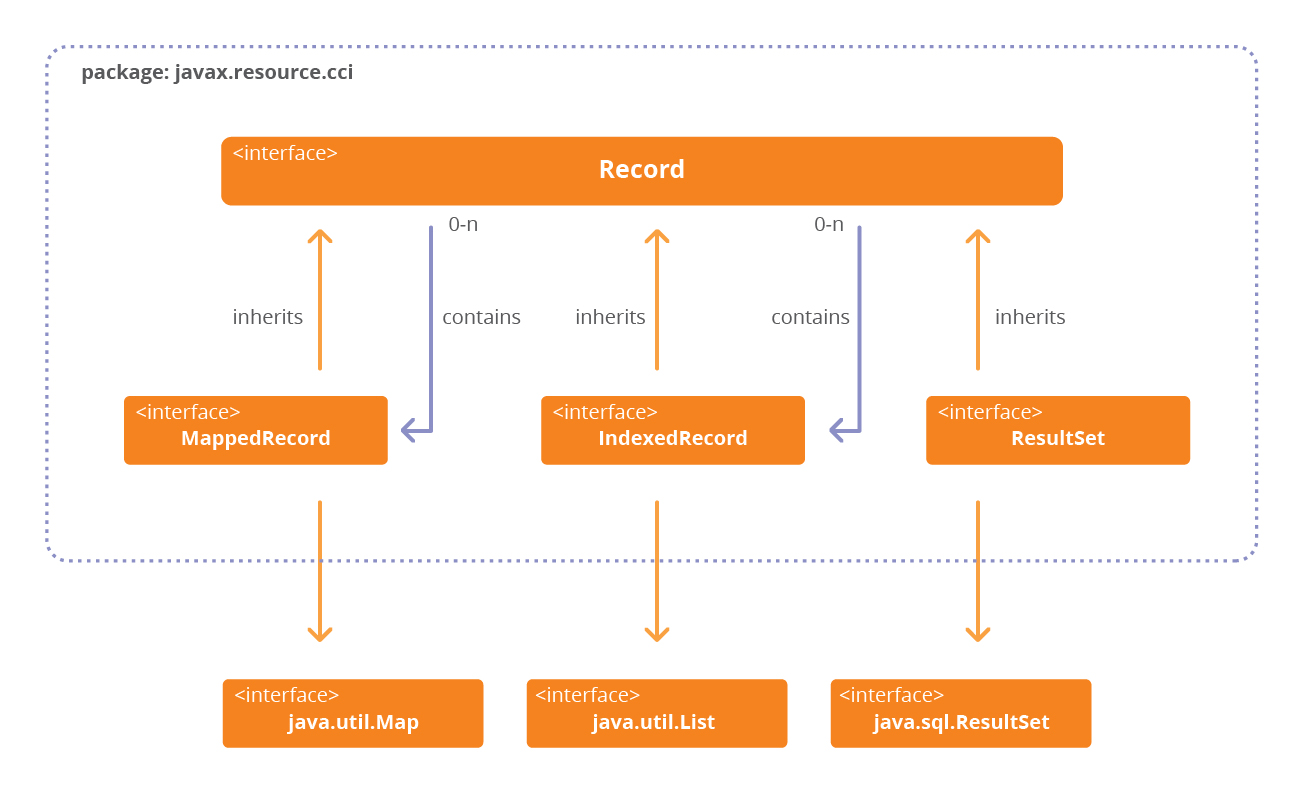 package: javax.resource.cci
<interface>
Record
0-n
0-n
inherits
contains
inherits
contains
inherits
<interface>
MappedRecord
<interface>
IndexedRecord
<interface>
ResultSet
<interface>
java.util.Map
<interface>
java.util.List
<interface>
java.sql.ResultSet